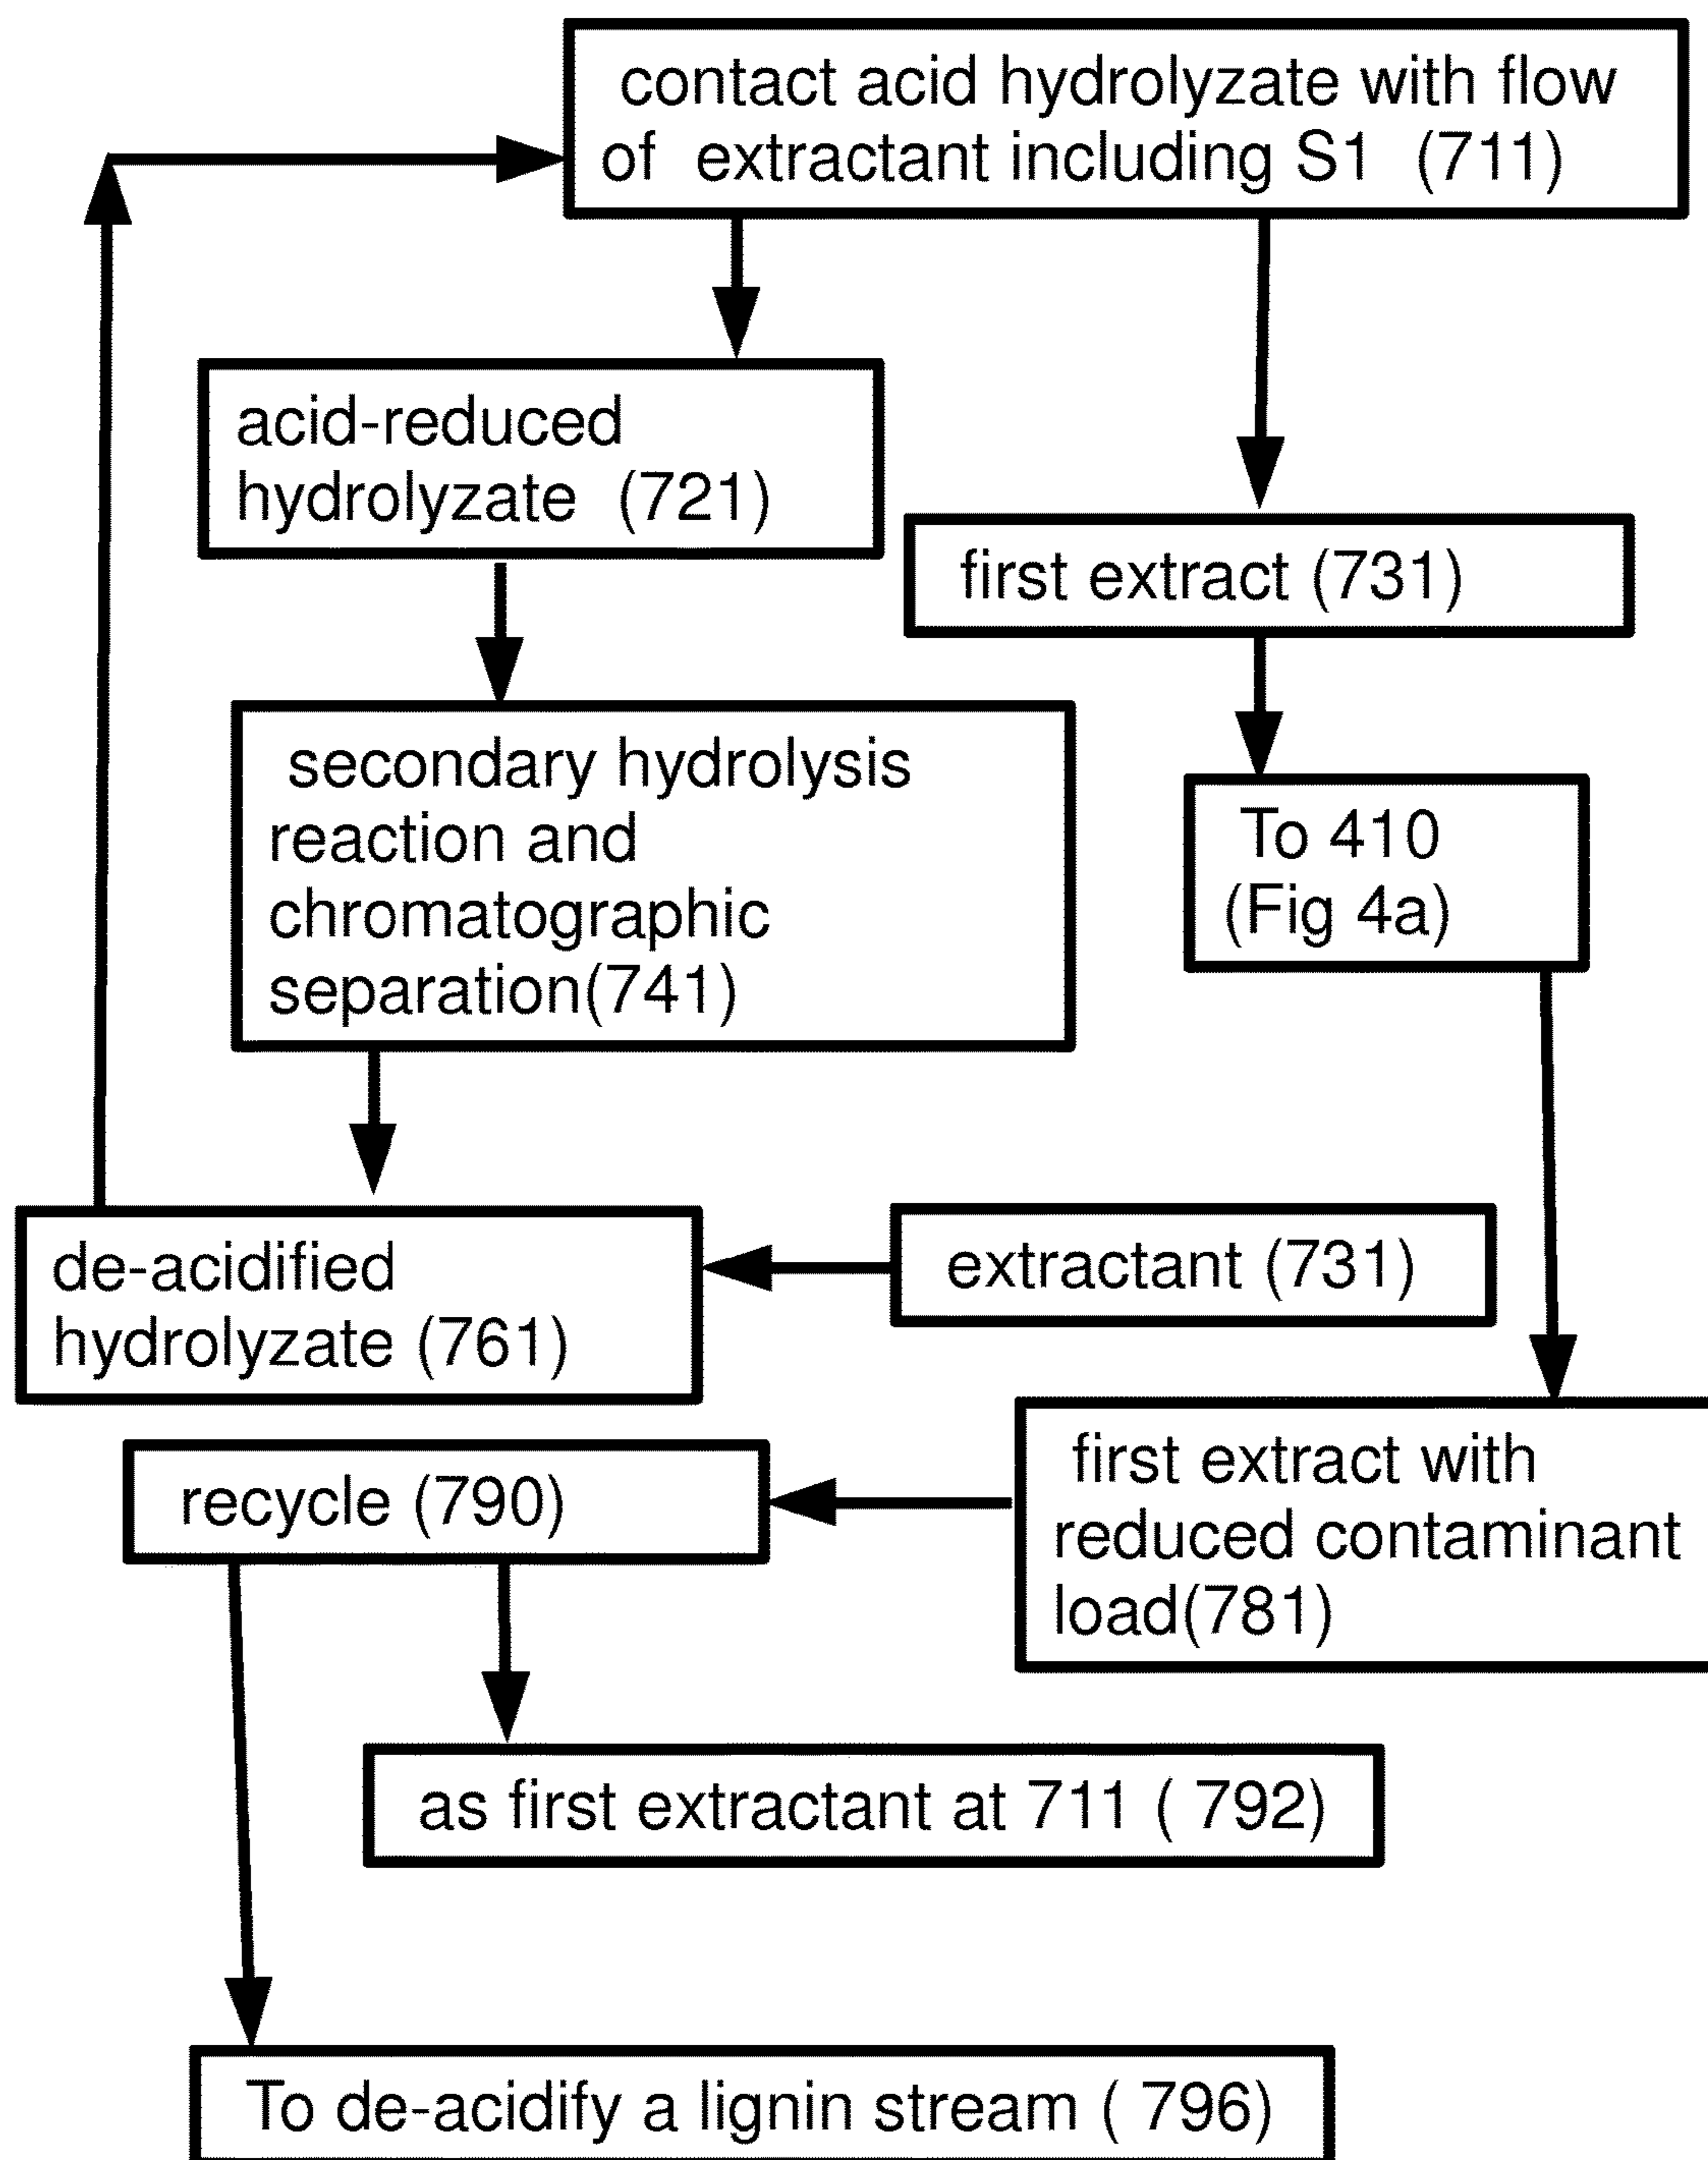 contact acid hydrolyzate with flow
of extractant including S1 (711)
acid-reduced
hydrolyzate (721)
first extract (731)
secondary hydrolysis
reaction and
chromatographic
separation(741)
To 410
(Fig 4a)
de-acidified
hydrolyzate (761)
extractant (731)
first extract with
reduced contaminant
load(781)
recycle (790)
as first extractant at 711 ( 792)
To de-acidify a lignin stream ( 796)